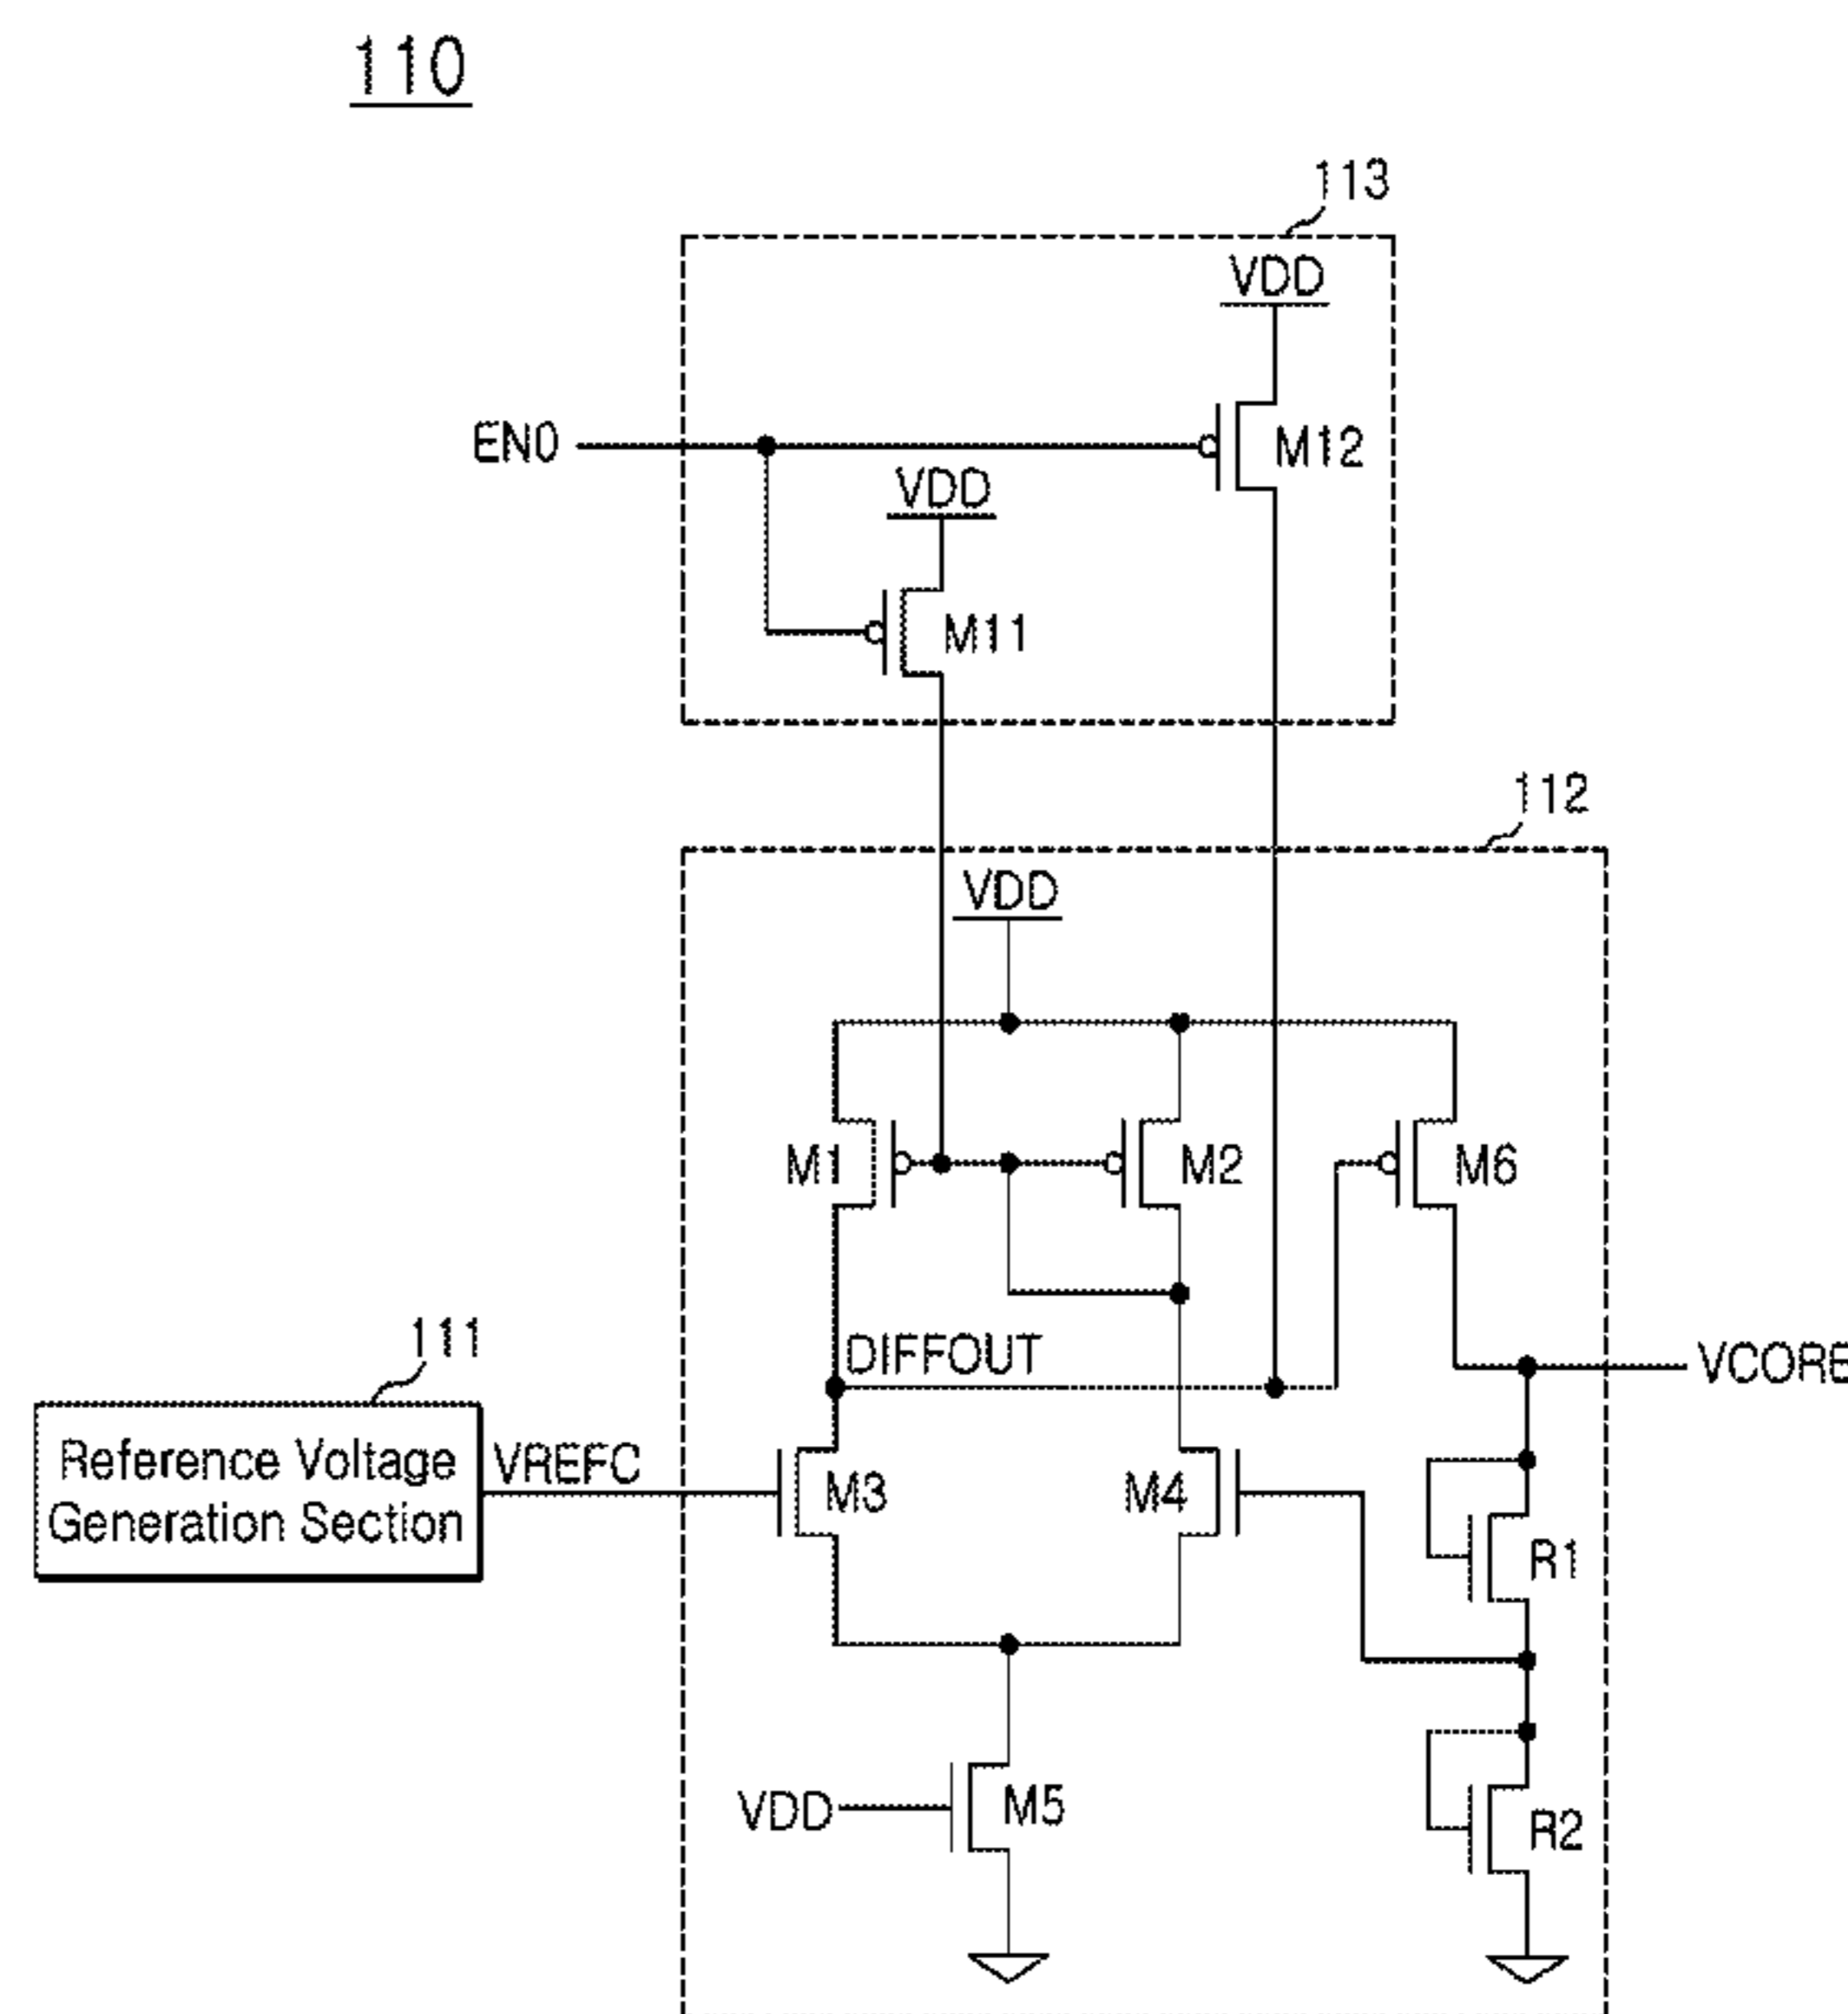 110
113
VDD
EN0
M12
VDD
M11
112
VDD
M1
M2
M6
111
DIFFOUT
VCORE
Reference Voltage
Generation Section
VREFC
M3
M4
R1
VDD
M5
R2